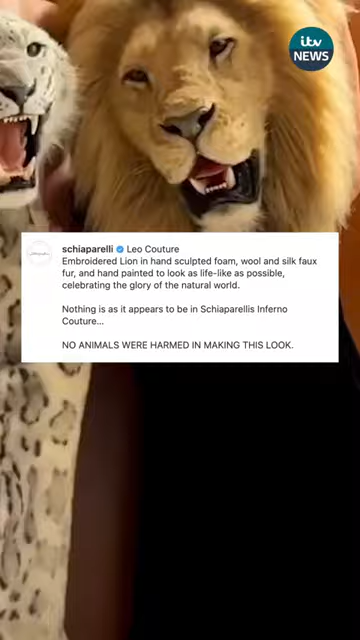 itv
NEWS
schiaparelli Leo Couture
Embroidered Lion in hand sculpted foam, wool and silk faux
fur, and hand painted to look as life-like as possible,
celebrating the glory of the natural world.
Nothing is as it appears to be in Schiaparellis Inferno
Couture...
NO ANIMALS WERE HARMED IN MAKING THIS LOOK.